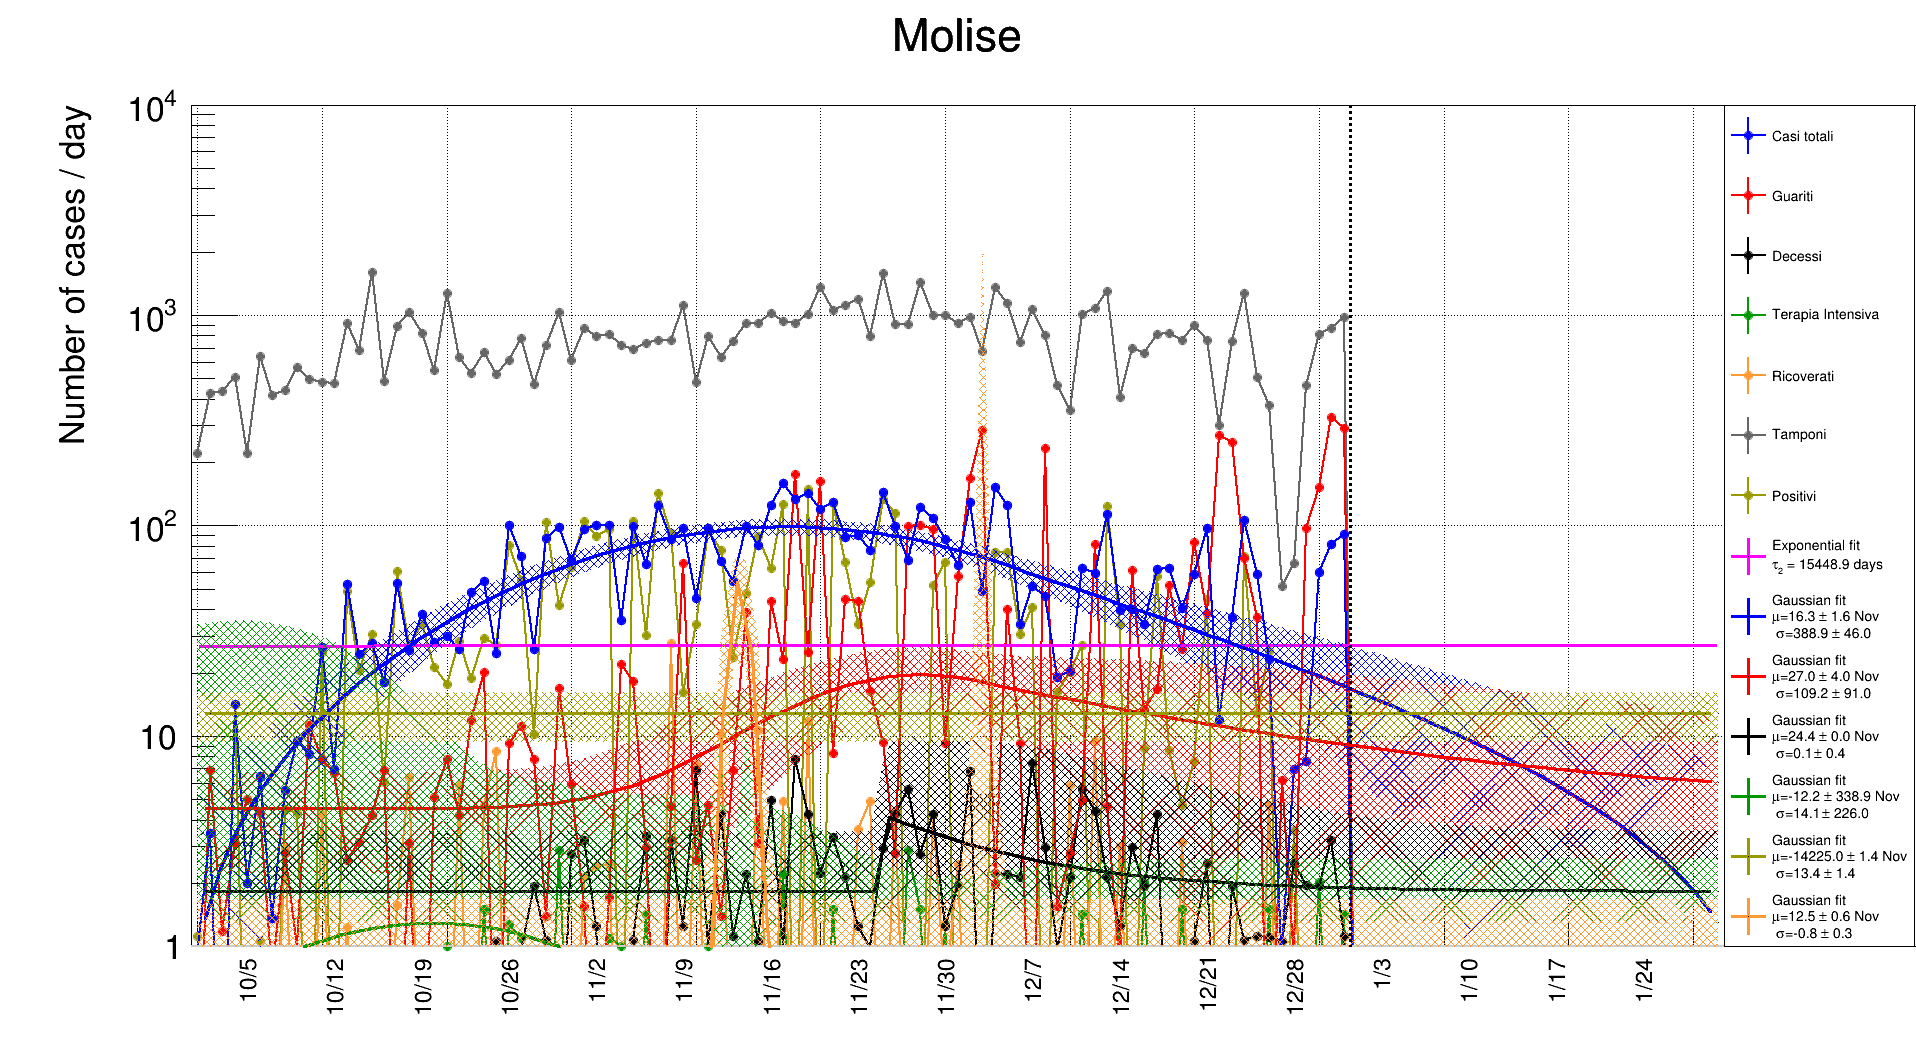 Molise
Number of cases / day
10^4
10^3
10^2
10
1
10/5
10/12
10/19
10/26
11/2
11/9
11/16
11/23
11/30
12/7
12/14
12/21
12/28
1/3
1/10
1/17
1/24
Casi totali
Guariti
Decessi
Terapia Intensiva
Ricoverati
Tamponi
Positivi
Exponential fit
τ₂ = 15448.9 days
Gaussian fit
μ=16.3 ± 1.6 Nov
σ=388.9 ± 46.0
Gaussian fit
μ=27.0 ± 4.0 Nov
σ=109.2 ± 91.0
Gaussian fit
μ=24.4 ± 0.0 Nov
σ=0.1 ± 0.4
Gaussian fit
μ=-12.2 ± 338.9 Nov
σ=14.1 ± 226.0
Gaussian fit
μ=-14225.0 ± 1.4 Nov
σ=13.4 ± 1.4
Gaussian fit
μ=12.5 ± 0.6 Nov
σ=-0.8 ± 0.3